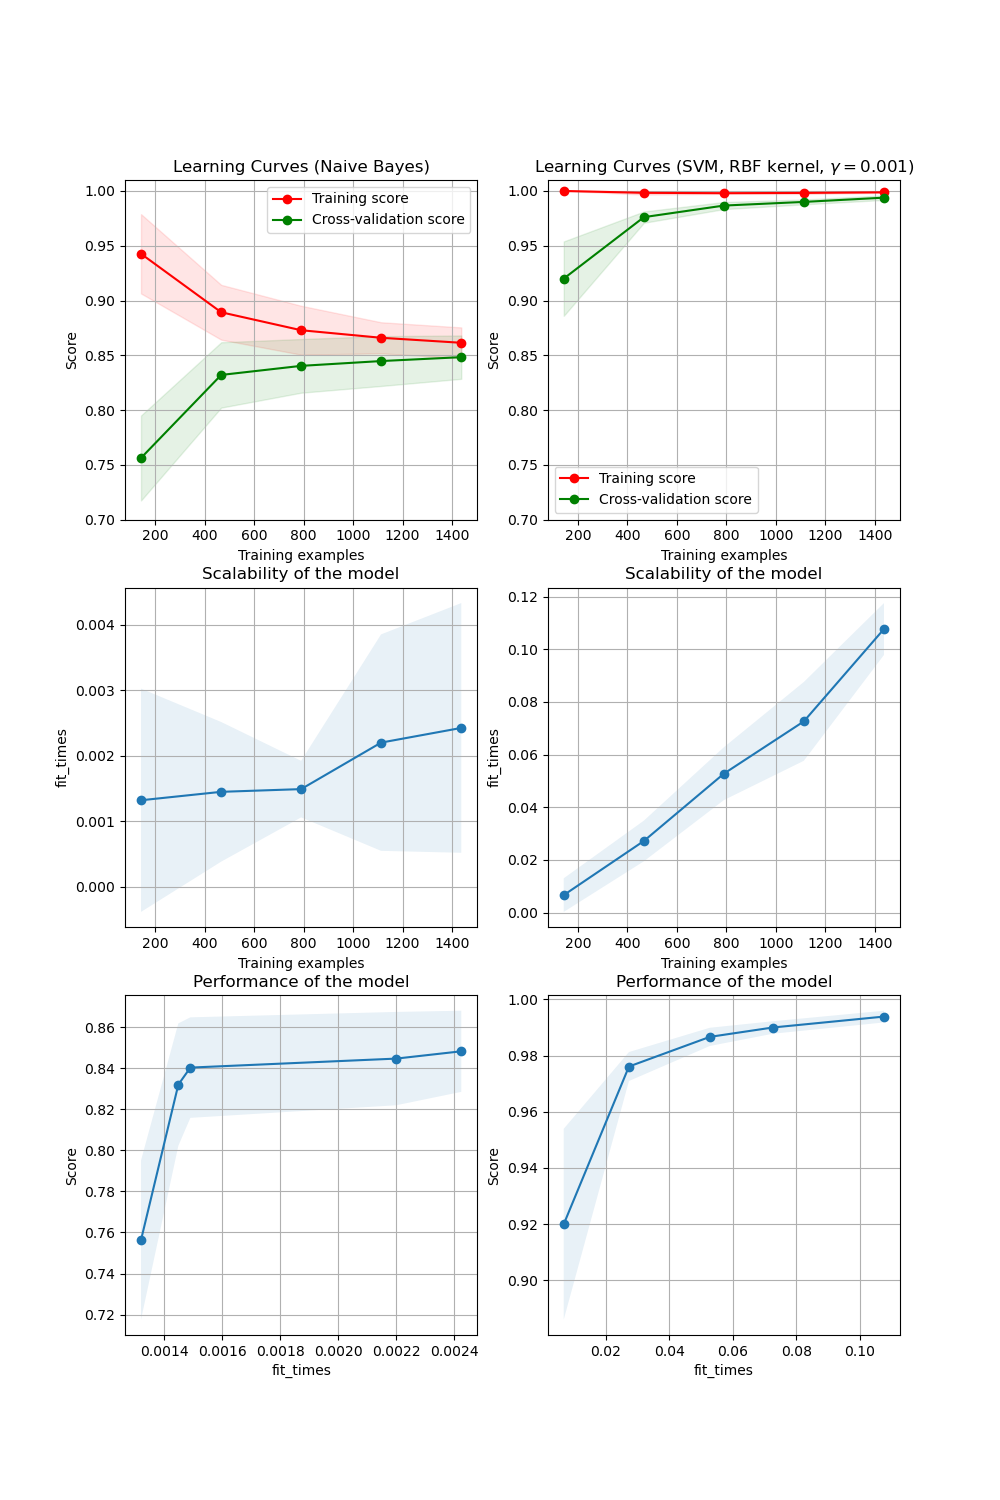 Learning Curves (Naive Bayes)
1.00
0.95
0.90
0.85
0.80
0.75
0.70
Score
Training score
Cross-validation score
200 400 600 800 1000 1200 1400
Training examples
Learning Curves (SVM, RBF kernel, γ = 0.001)
1.00
0.95
0.90
0.85
0.80
0.75
0.70
Score
Training score
Cross-validation score
200 400 600 800 1000 1200 1400
Training examples
Scalability of the model
0.004
0.003
0.002
0.001
0.000
fit_times
200 400 600 800 1000 1200 1400
Training examples
Scalability of the model
0.12
0.10
0.08
0.06
0.04
0.02
0.00
fit_times
200 400 600 800 1000 1200 1400
Training examples
Performance of the model
0.86
0.84
0.82
0.80
0.78
0.76
0.74
0.72
Score
0.0014 0.0016 0.0018 0.0020 0.0022 0.0024
fit_times
Performance of the model
1.00
0.98
0.96
0.94
0.92
0.90
Score
0.02 0.04 0.06 0.08 0.10
fit_times